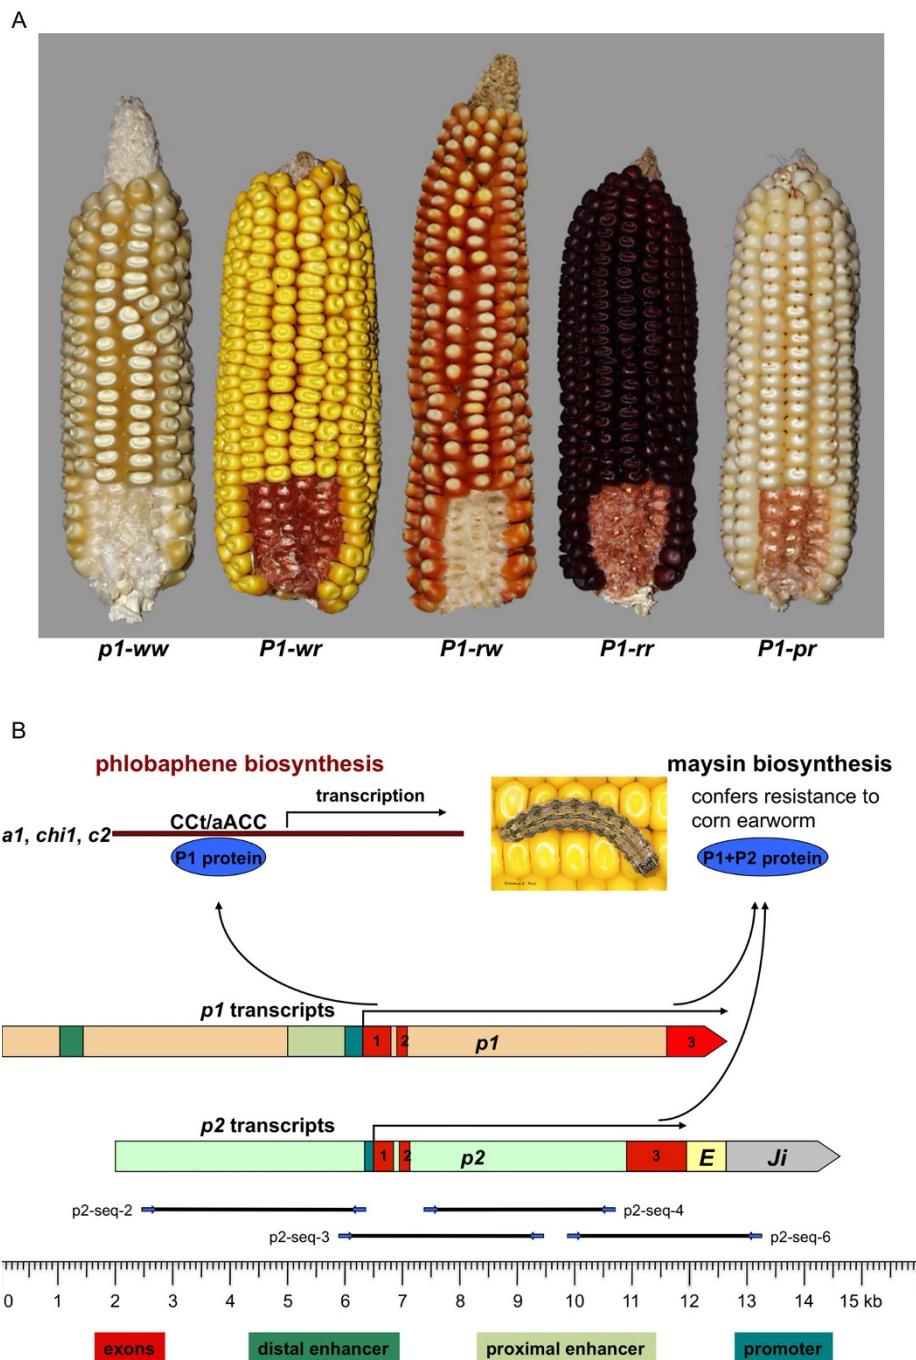 A
p1-ww P1-wr P1-rw P1-rr P1-pr
B
phlobaphene biosynthesis
maysin biosynthesis
transcription
confers resistance to
corn earworm
CCt/aACC
a1, chi1, c2
P1 protein
P1+P2 protein
p1 transcripts
1 2 p1 3
p2 transcripts
1 2 p2 3 E Ji
p2-seq-2
p2-seq-4
p2-seq-3
p2-seq-6
0 1 2 3 4 5 6 7 8 9 10 11 12 13 14 15 kb
exons distal enhancer proximal enhancer promoter